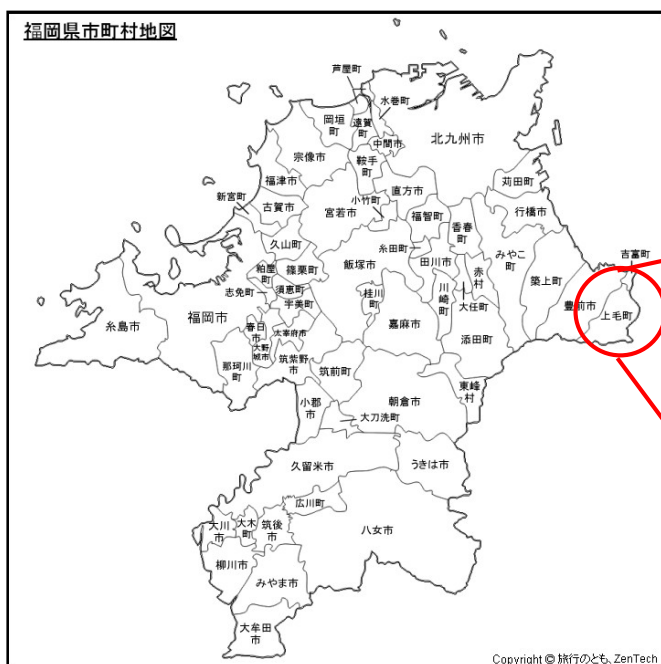 福岡県市町村地図
芦屋町
水巻町
岡垣
町
遠賀
町
北九州市
中間市
宗像市
鞍手
町
福津市
直方市
苅田町
新宮町
小竹町
古賀市
宮若市
福智
町
香春
町
行橋市
久山町
糸田町
みやこ
町
吉富町
粕屋
町
篠栗町
飯塚市
田川市
赤
村
築上町
志免町
須恵町
桂川
町
川
崎
町
大任町
豊前市
上毛町
糸島市
福岡市
宇美町
嘉麻市
春日
市
太宰府市
添田町
大野
城市
那珂川
町
筑紫野
市
筑前町
東峰
村
小郡
市
朝倉市
大刀洗町
久留米市
うきは市
広川町
大川
市
大木
町
筑後
市
八女市
柳川市
みやま市
大牟田
市
Copyright © 旅行のとも、ZenTech